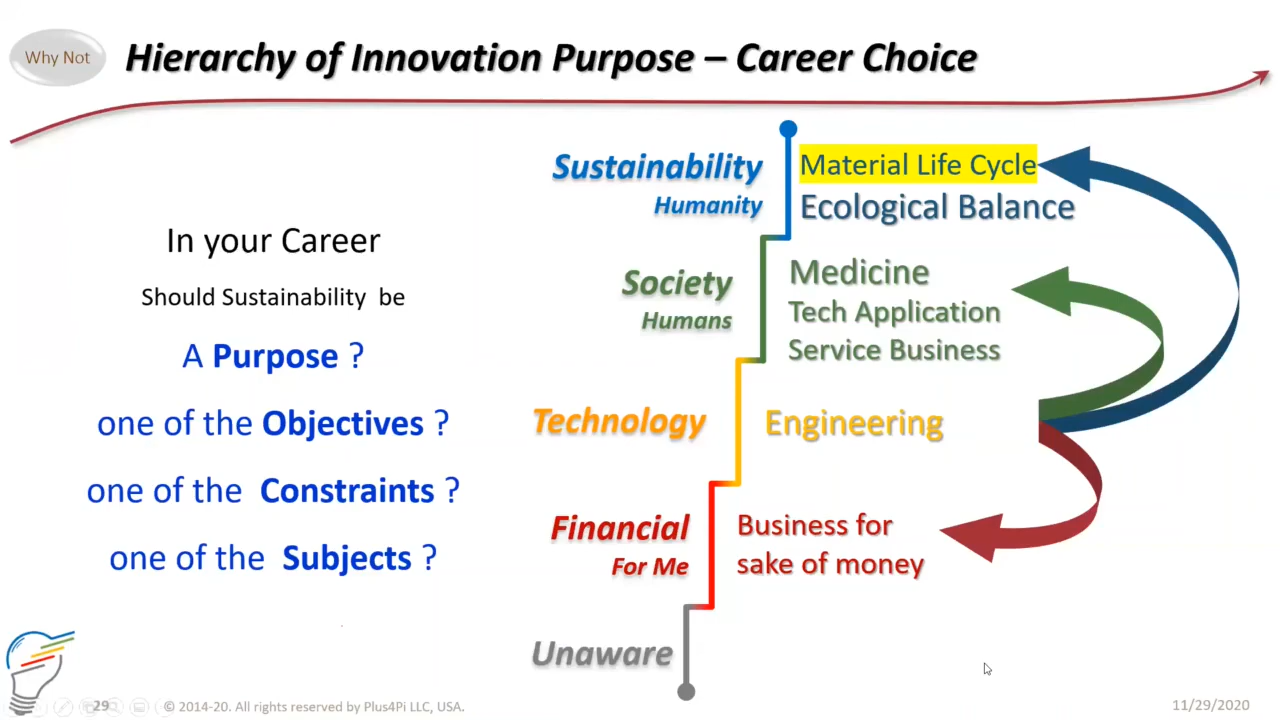 Why Not
Hierarchy of Innovation Purpose – Career Choice
In your Career
Should Sustainability be
A Purpose ?
one of the Objectives ?
one of the Constraints ?
one of the Subjects ?
Sustainability
Humanity
Material Life Cycle
Ecological Balance
Society
Humans
Medicine
Tech Application
Service Business
Technology
Engineering
Financial
For Me
Business for
sake of money
Unaware
29
© 2014-20. All rights reserved by Plus4Pi LLC, USA.
11/29/2020